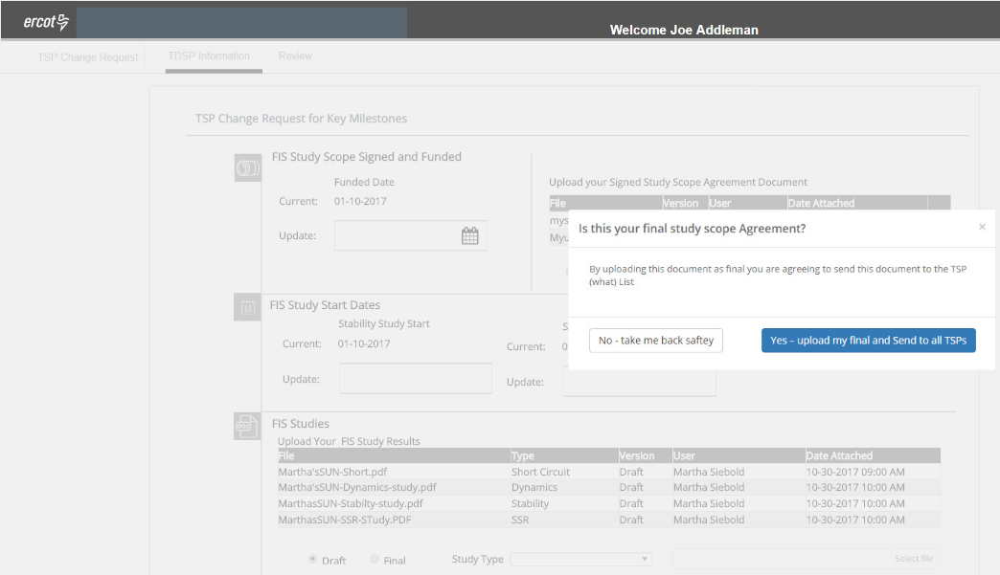 ercot
Welcome Joe Addleman
TSP Change Request TDSP Information Review
TSP Change Request for Key Milestones
FIS Study Scope Signed and Funded
Funded Date
Current: 01-10-2017
Update:
Upload your Signed Study Scope Agreement Document
File Version User Date Attached
mys
Myu
Is this your final study scope Agreement? ×
By uploading this document as final you are agreeing to send this document to the TSP
(what) List
No - take me back saftey Yes – upload my final and Send to all TSPs
11
FIS Study Start Dates
Stability Study Start S
Current: 01-10-2017 Current: 0
Update: Update:
FIS Studies
Upload Your FIS Study Results
File Type Version User Date Attached
Martha'sSUN-Short.pdf Short Circuit Draft Martha Siebold 10-30-2017 09:00 AM
Martha'sSUN-Dynamics-study.pdf Dynamics Draft Martha Siebold 10-30-2017 10:00 AM
MarthasSUN-Stabilty-study.pdf Stability Draft Martha Siebold 10-30-2017 10:00 AM
MarthasSUN-SSR-STudy.PDF SSR Draft Martha Siebold 10-30-2017 10:00 AM
Draft Final Study Type Select file